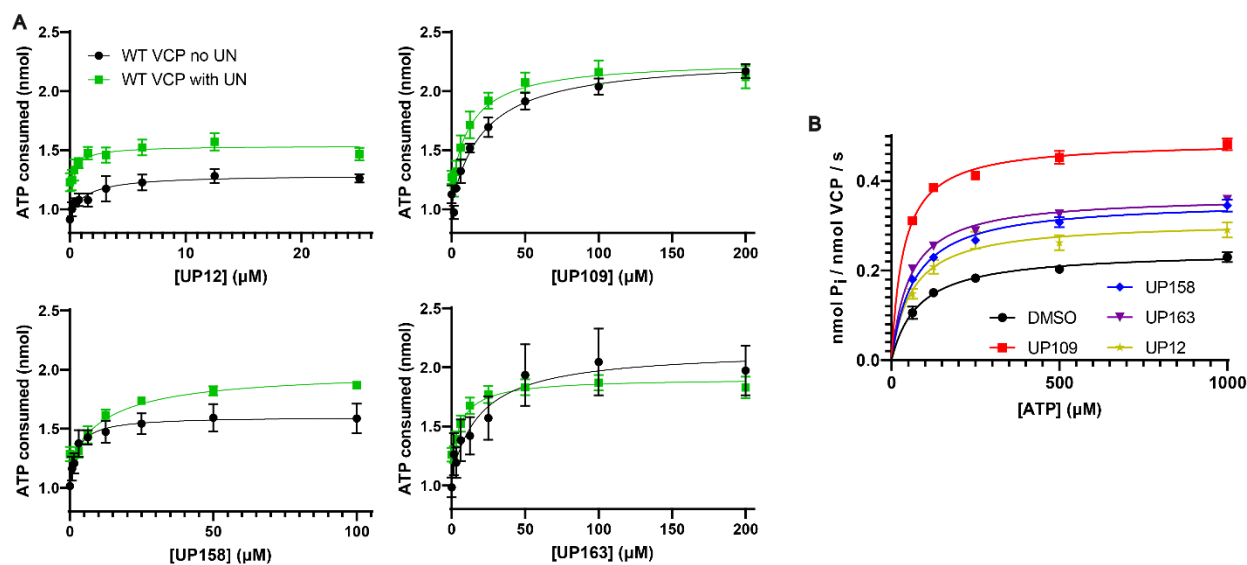 A
2.5
2.0
1.5
1.0
ATP consumed (nmol)
WT VCP no UN
WT VCP with UN
0
10
20
[UP12] (µM)
2.5
2.0
1.5
1.0
ATP consumed (nmol)
0
50
100
150
200
[UP109] (µM)
2.5
2.0
1.5
1.0
ATP consumed (nmol)
0
50
100
[UP158] (µM)
2.5
2.0
1.5
1.0
ATP consumed (nmol)
0
50
100
150
200
[UP163] (µM)
B
nmol Pi / nmol VCP / s
0.4
0.2
0.0
DMSO
UP109
UP158
UP163
UP12
0
500
1000
[ATP] (µM)